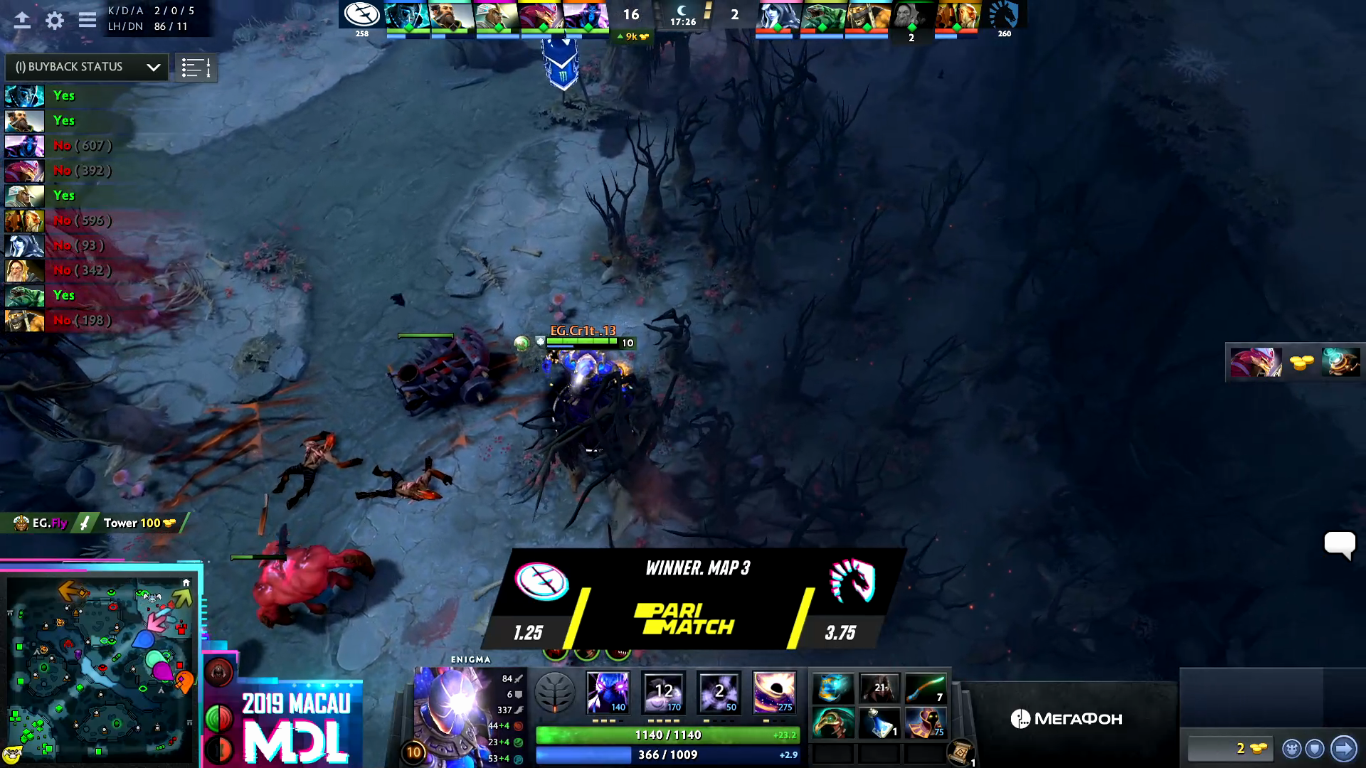 K/D/A 2/0/5
LH/DN 86/11
258
16
17:26
2
260
9k
2
(I) BUYBACK STATUS
Yes
Yes
No (607)
No (392)
Yes
No (596)
No (93)
No (342)
Yes
No (198)
EG.Cr1t-.13
10
EG.Fly Tower 100
WINNER. MAP 3
PARI
MATCH
1.25
3.75
2019 MACAU
MDL
ENIGMA
84
6
337
44+4
23+4
53+4
10
140
12
170
2
50
275
1140 / 1140
+23.2
366 / 1009
+2.9
21
7
1
75
1
МЕГАФОН
2